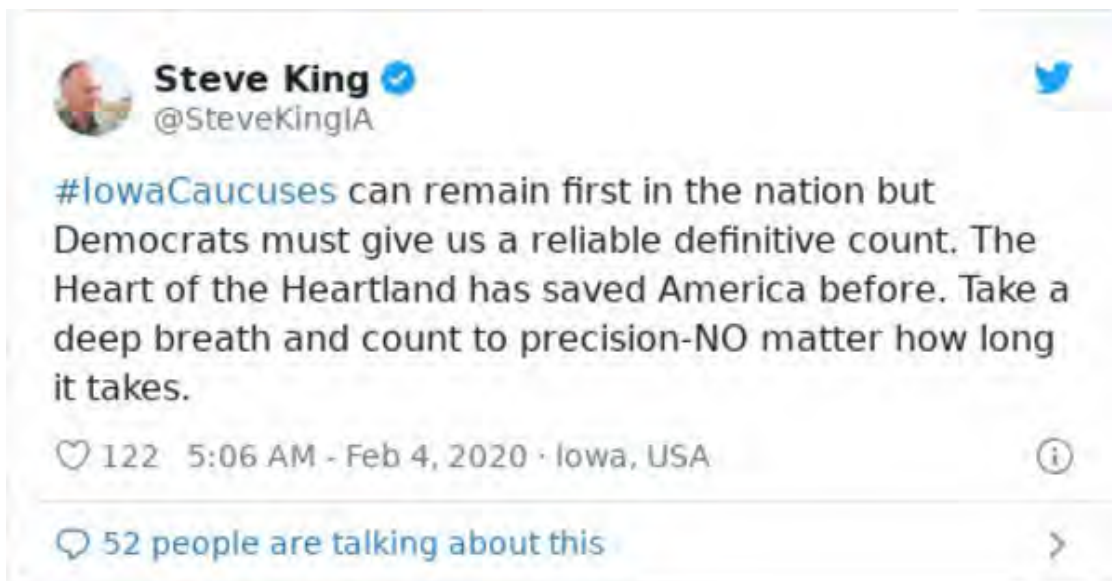 Steve King
@SteveKingIA
#IowaCaucuses can remain first in the nation but
Democrats must give us a reliable definitive count. The
Heart of the Heartland has saved America before. Take a
deep breath and count to precision-NO matter how long
it takes.
122 5:06 AM - Feb 4, 2020 · Iowa, USA
52 people are talking about this